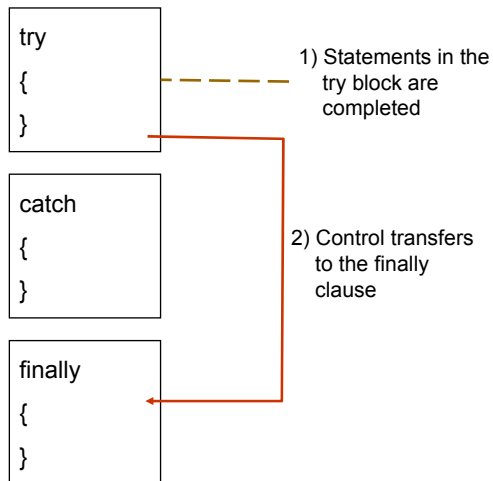 try
{
}
1) Statements in the
try block are
completed
catch
{
}
2) Control transfers
to the finally
clause
finally
{
}